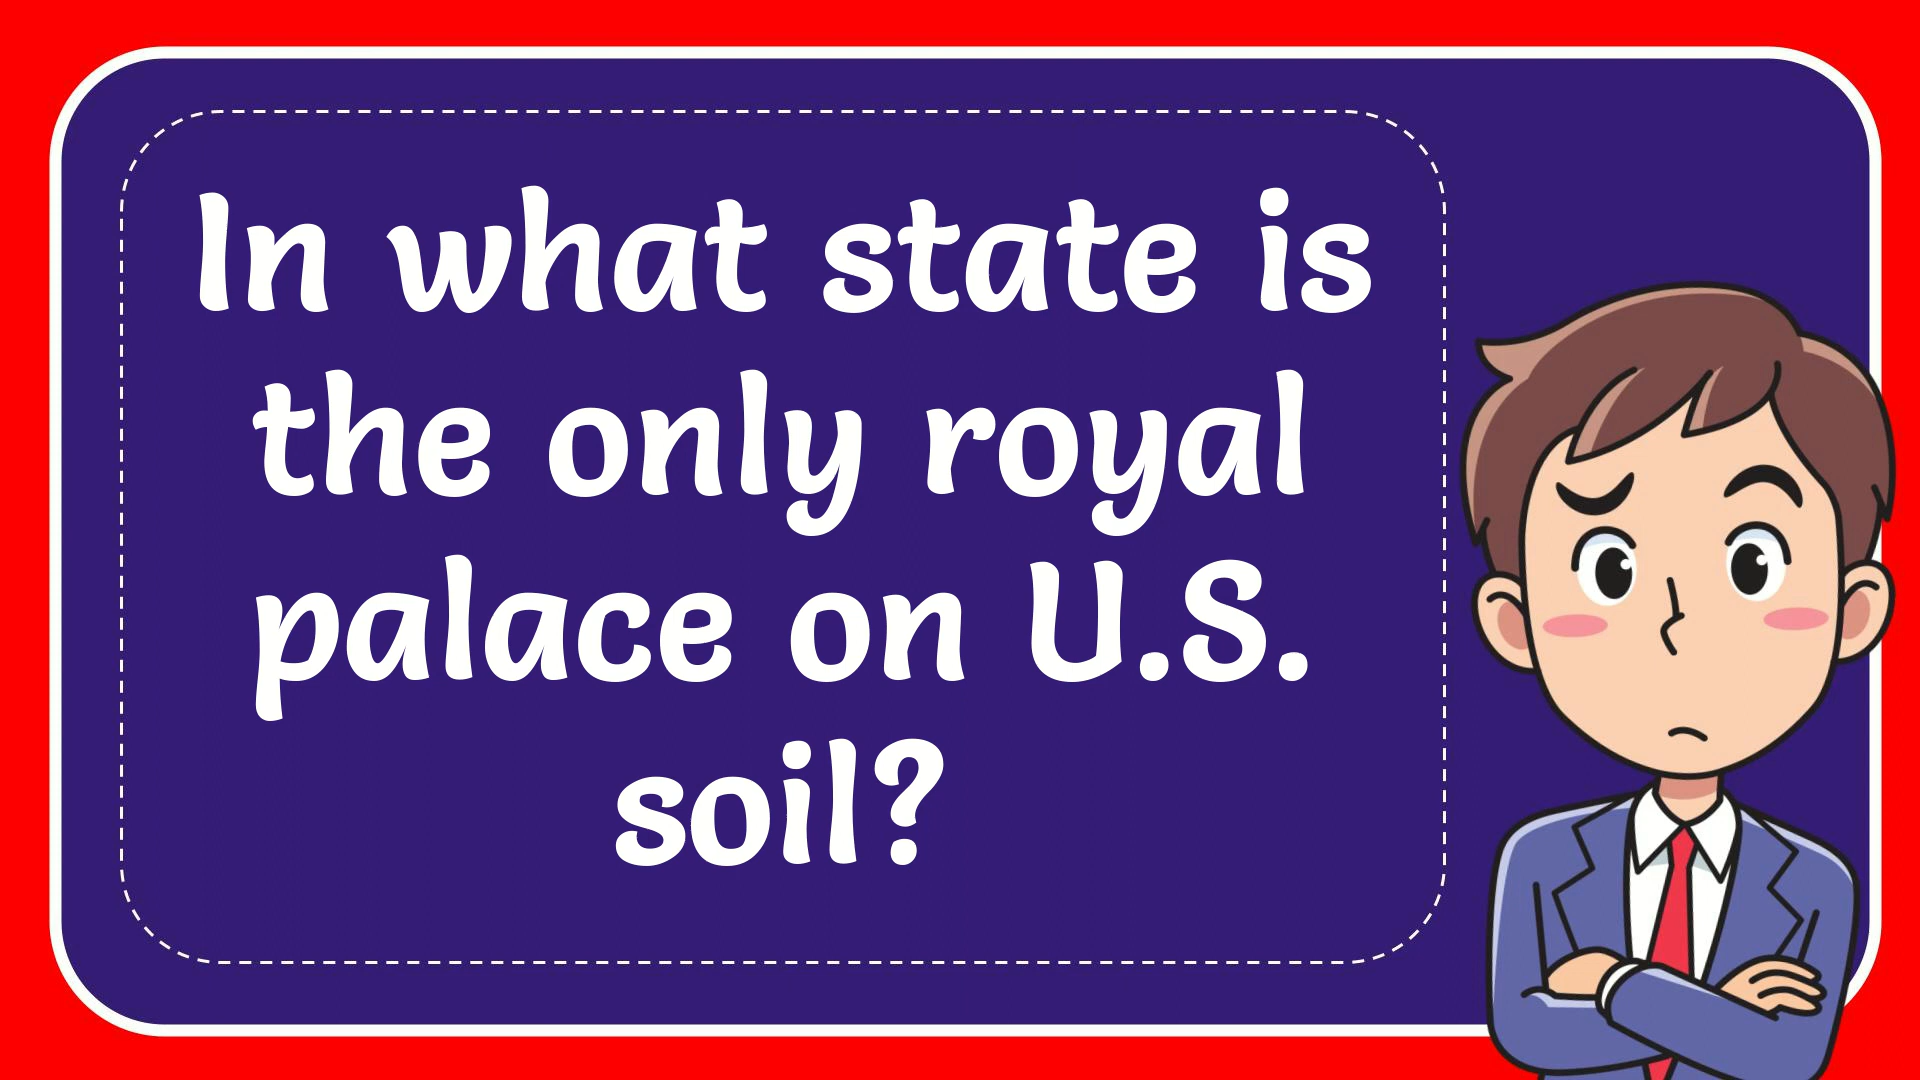 In what state is
the only royal
palace on U.S.
soil?